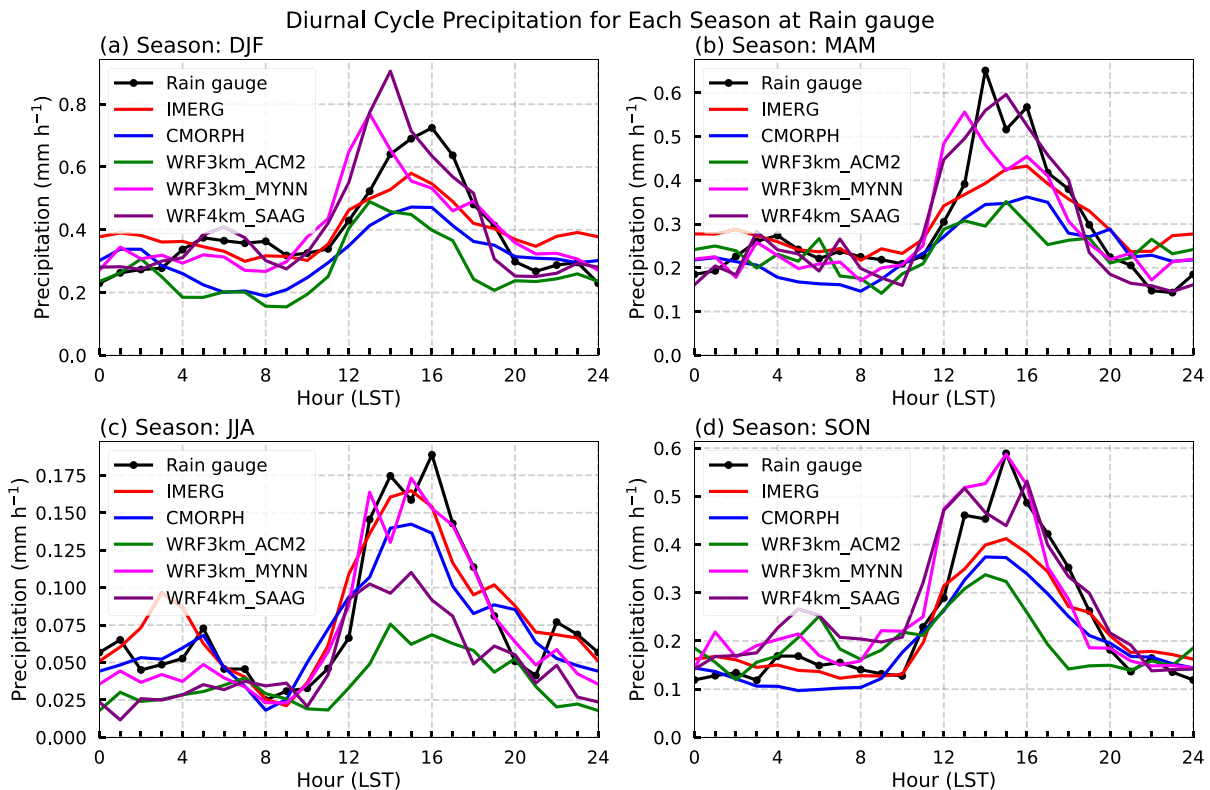 Diurnal Cycle Precipitation for Each Season at Rain gauge
(a) Season: DJF
Precipitation (mm h⁻¹)
0.8
0.6
0.4
0.2
0.0
Rain gauge
IMERG
CMORPH
WRF3km_ACM2
WRF3km_MYNN
WRF4km_SAAG
0 4 8 12 16 20 24
Hour (LST)
(b) Season: MAM
Precipitation (mm h⁻¹)
0.6
0.5
0.4
0.3
0.2
0.1
0.0
Rain gauge
IMERG
CMORPH
WRF3km_ACM2
WRF3km_MYNN
WRF4km_SAAG
0 4 8 12 16 20 24
Hour (LST)
(c) Season: JJA
Precipitation (mm h⁻¹)
0.175
0.150
0.125
0.100
0.075
0.050
0.025
0.000
Rain gauge
IMERG
CMORPH
WRF3km_ACM2
WRF3km_MYNN
WRF4km_SAAG
0 4 8 12 16 20 24
Hour (LST)
(d) Season: SON
Precipitation (mm h⁻¹)
0.6
0.5
0.4
0.3
0.2
0.1
0.0
Rain gauge
IMERG
CMORPH
WRF3km_ACM2
WRF3km_MYNN
WRF4km_SAAG
0 4 8 12 16 20 24
Hour (LST)